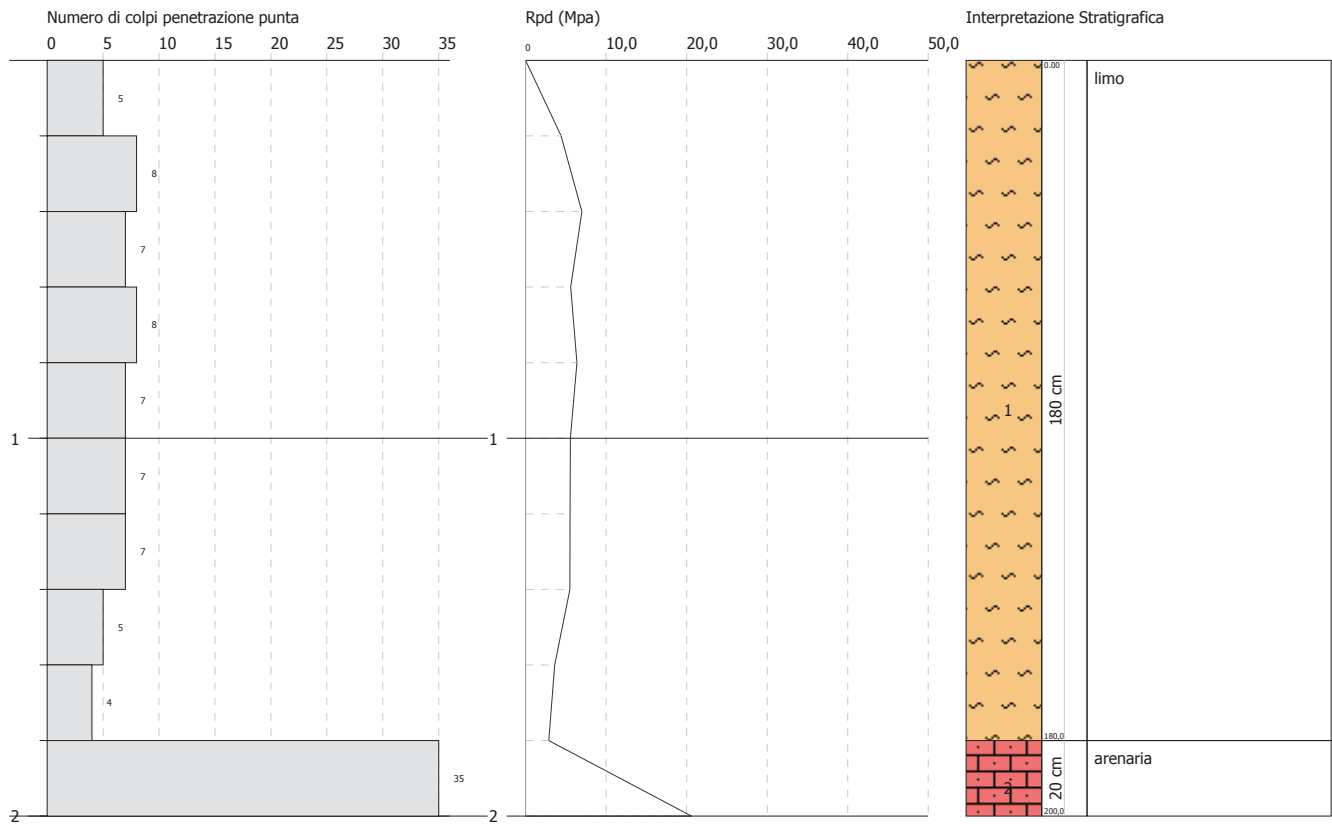 Numero di colpi penetrazione punta
0 5 10 15 20 25 30 35
5
8
7
8
7
1
7
7
5
4
35
2
Rpd (Mpa)
0 10,0 20,0 30,0 40,0 50,0
1
2
Interpretazione Stratigrafica
0.00
limo
1
180 cm
180,0
arenaria
2
20 cm
200,0